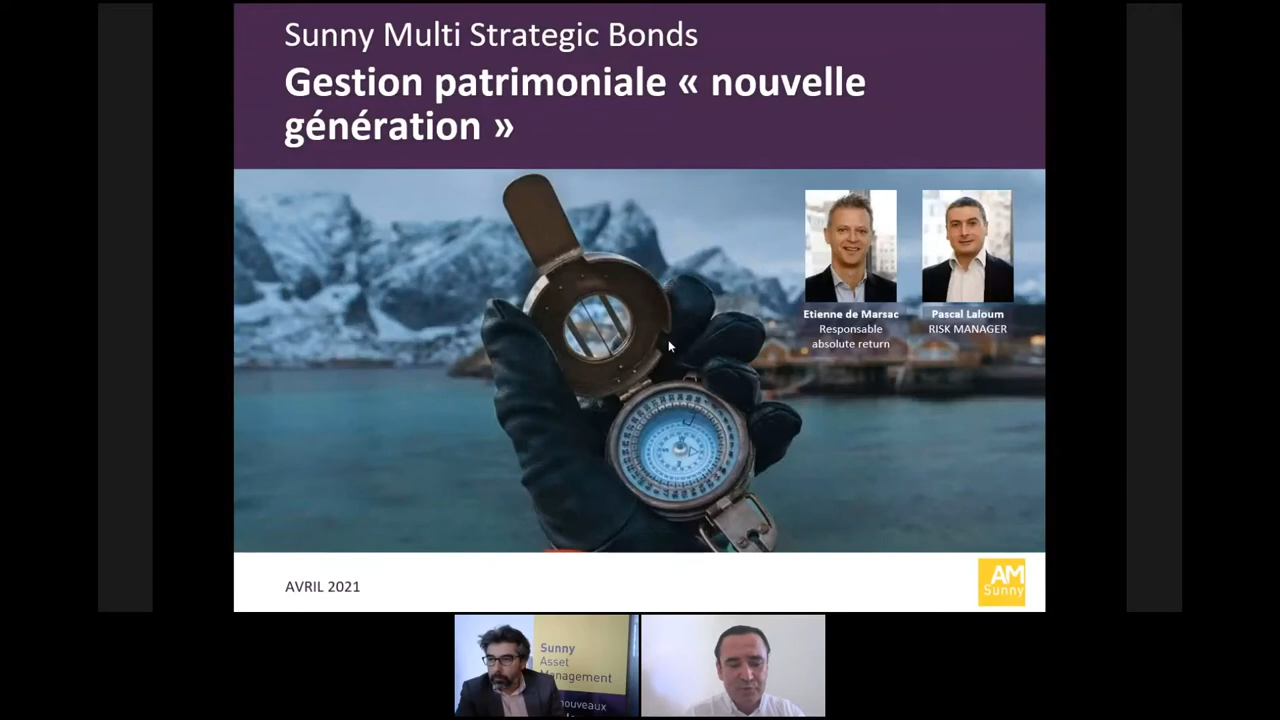 Sunny Multi Strategic Bonds
Gestion patrimoniale « nouvelle
génération »
Etienne de Marsac
Responsable
absolute return
Pascal Laloum
RISK MANAGER
AVRIL 2021
AM
Sunny
Sunny
Asset
Management
nouveaux